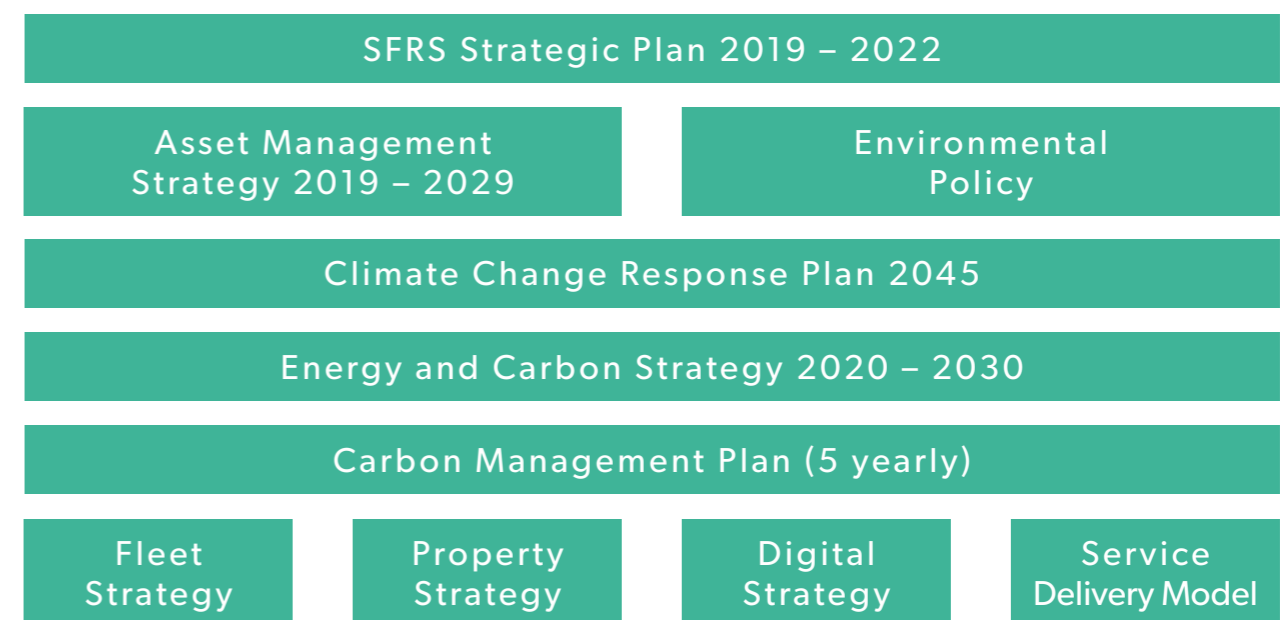 SFRS Strategic Plan 2019 – 2022
Asset Management
Strategy 2019 – 2029
Environmental
Policy
Climate Change Response Plan 2045
Energy and Carbon Strategy 2020 – 2030
Carbon Management Plan (5 yearly)
Fleet
Strategy
Property
Strategy
Digital
Strategy
Service
Delivery Model